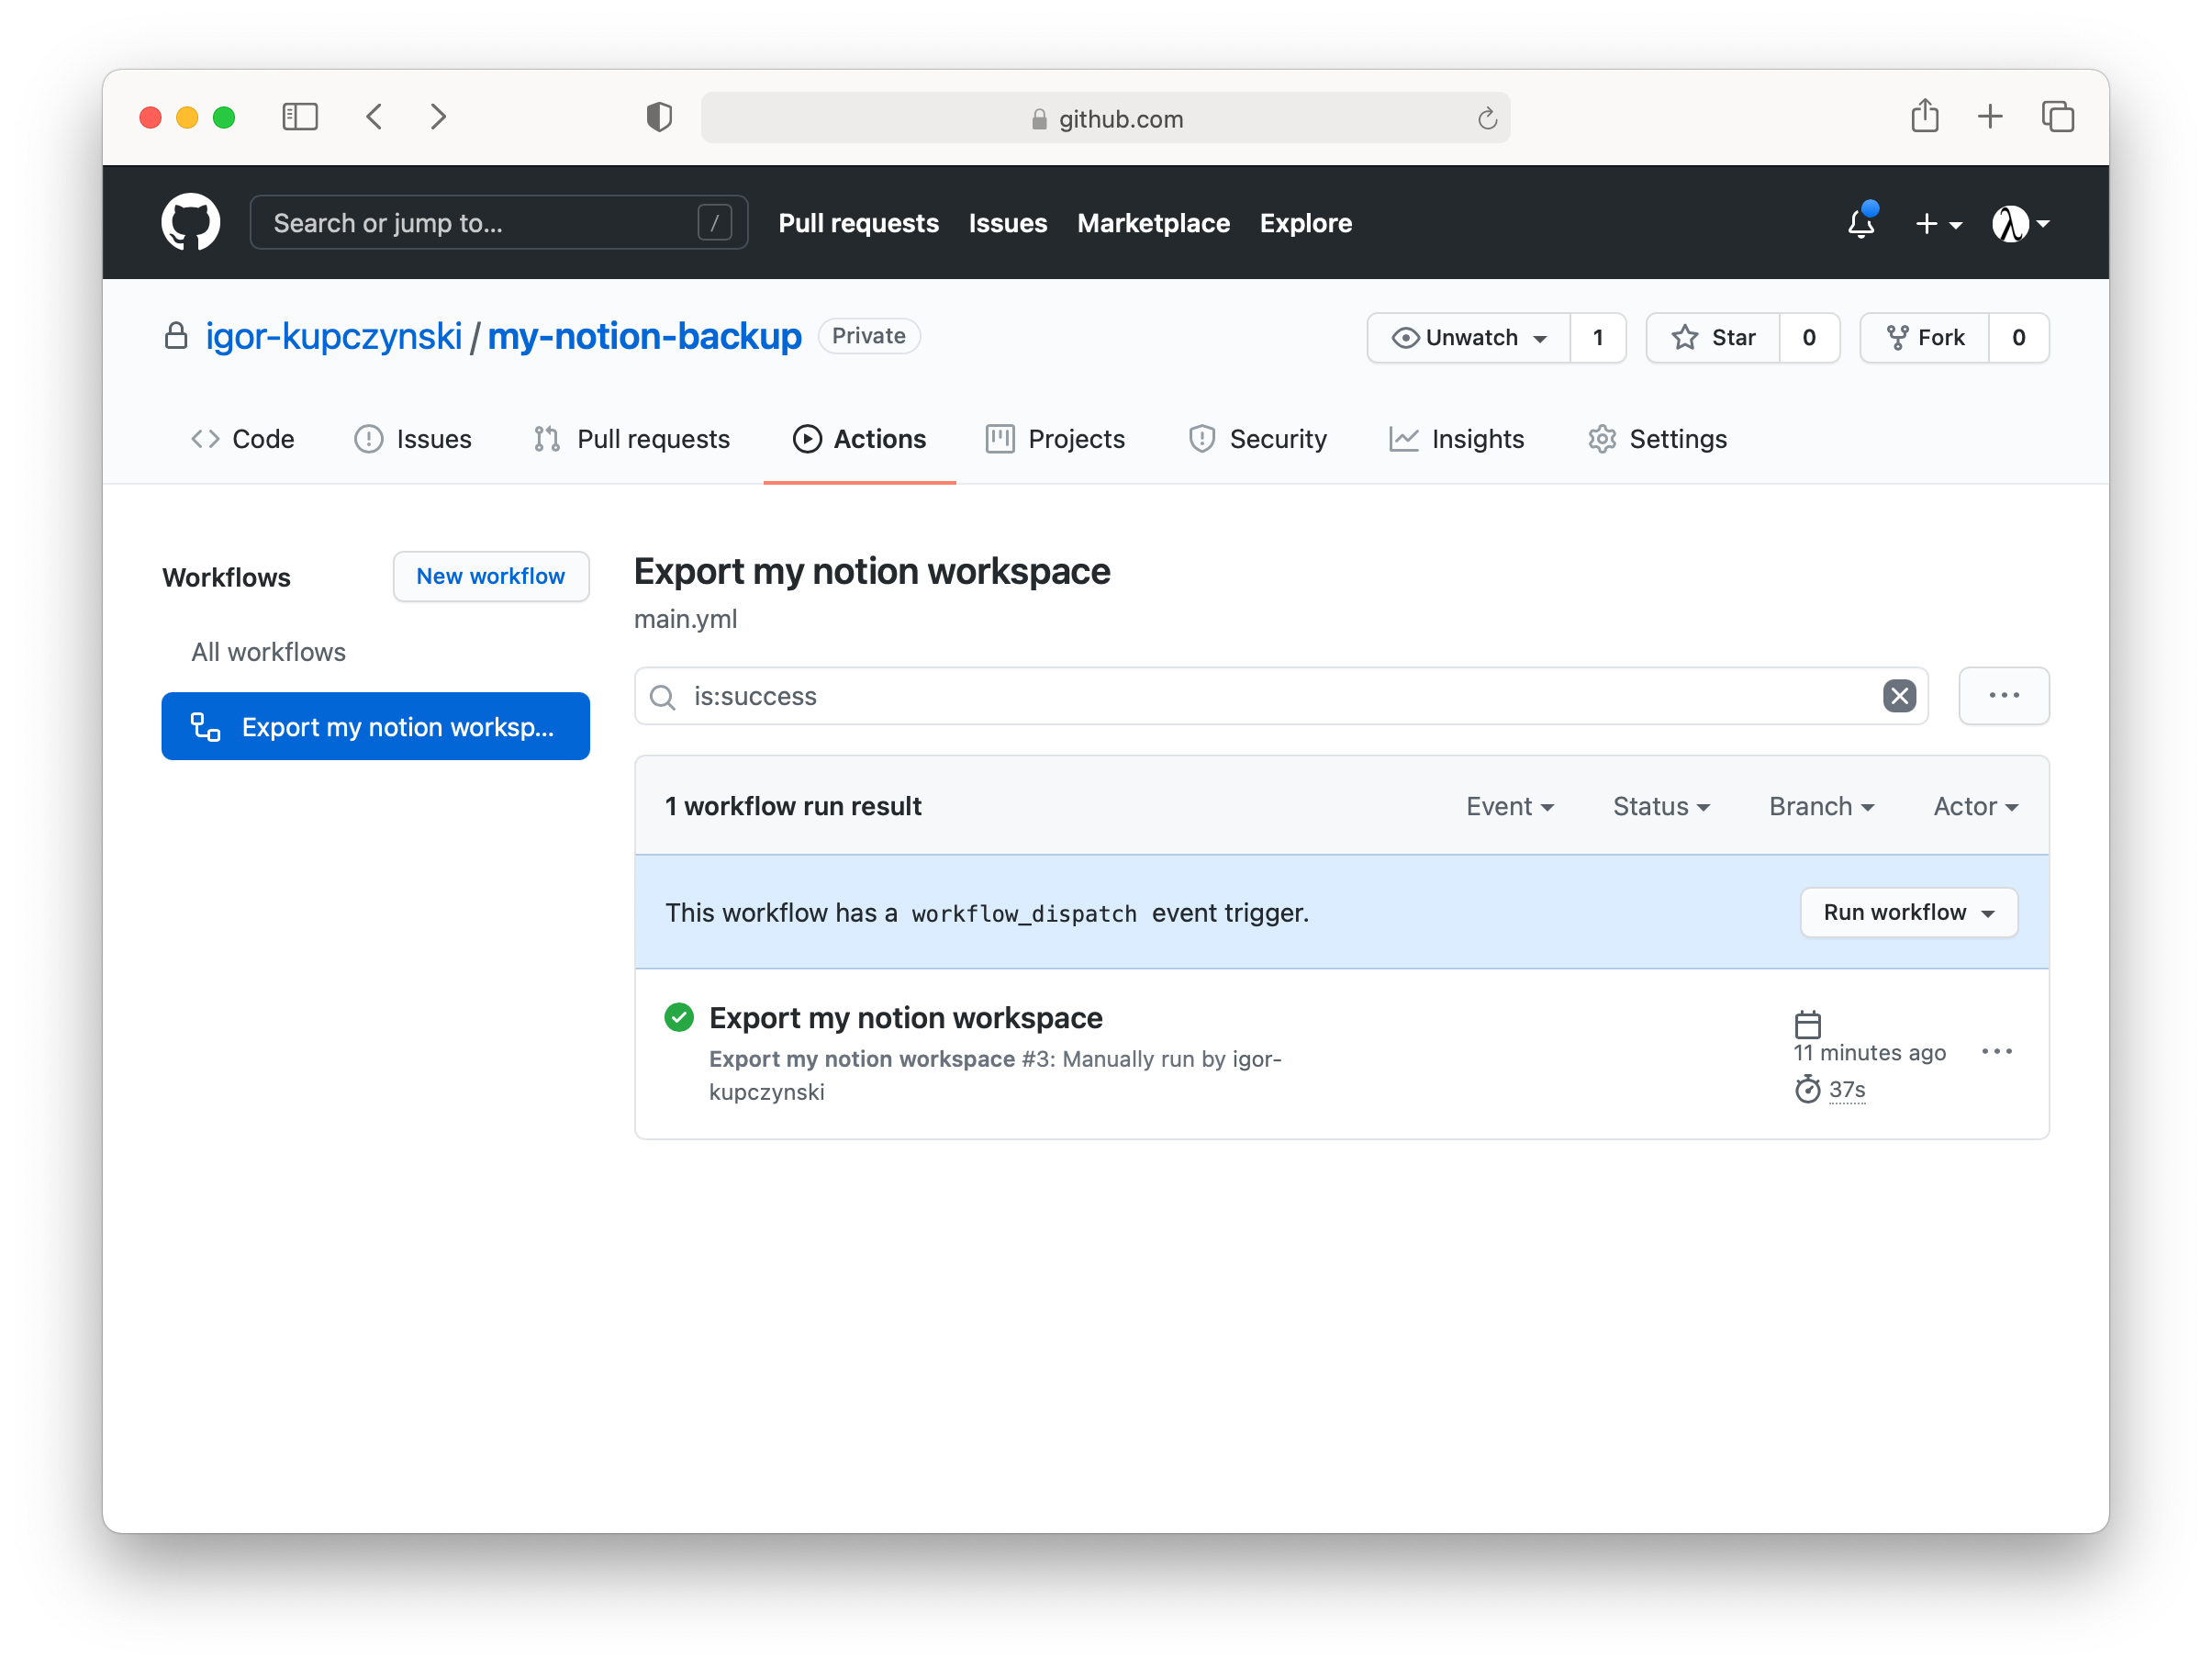 github.com
Search or jump to... /
Pull requests Issues Marketplace Explore
igor-kupczynski / my-notion-backup Private
Unwatch 1 Star 0 Fork 0
Code Issues Pull requests Actions Projects Security Insights Settings
Workflows New workflow
All workflows
Export my notion worksp...
Export my notion workspace
main.yml
is:success
1 workflow run result Event Status Branch Actor
This workflow has a workflow_dispatch event trigger. Run workflow
Export my notion workspace
Export my notion workspace #3: Manually run by igor-
kupczynski
11 minutes ago
37s